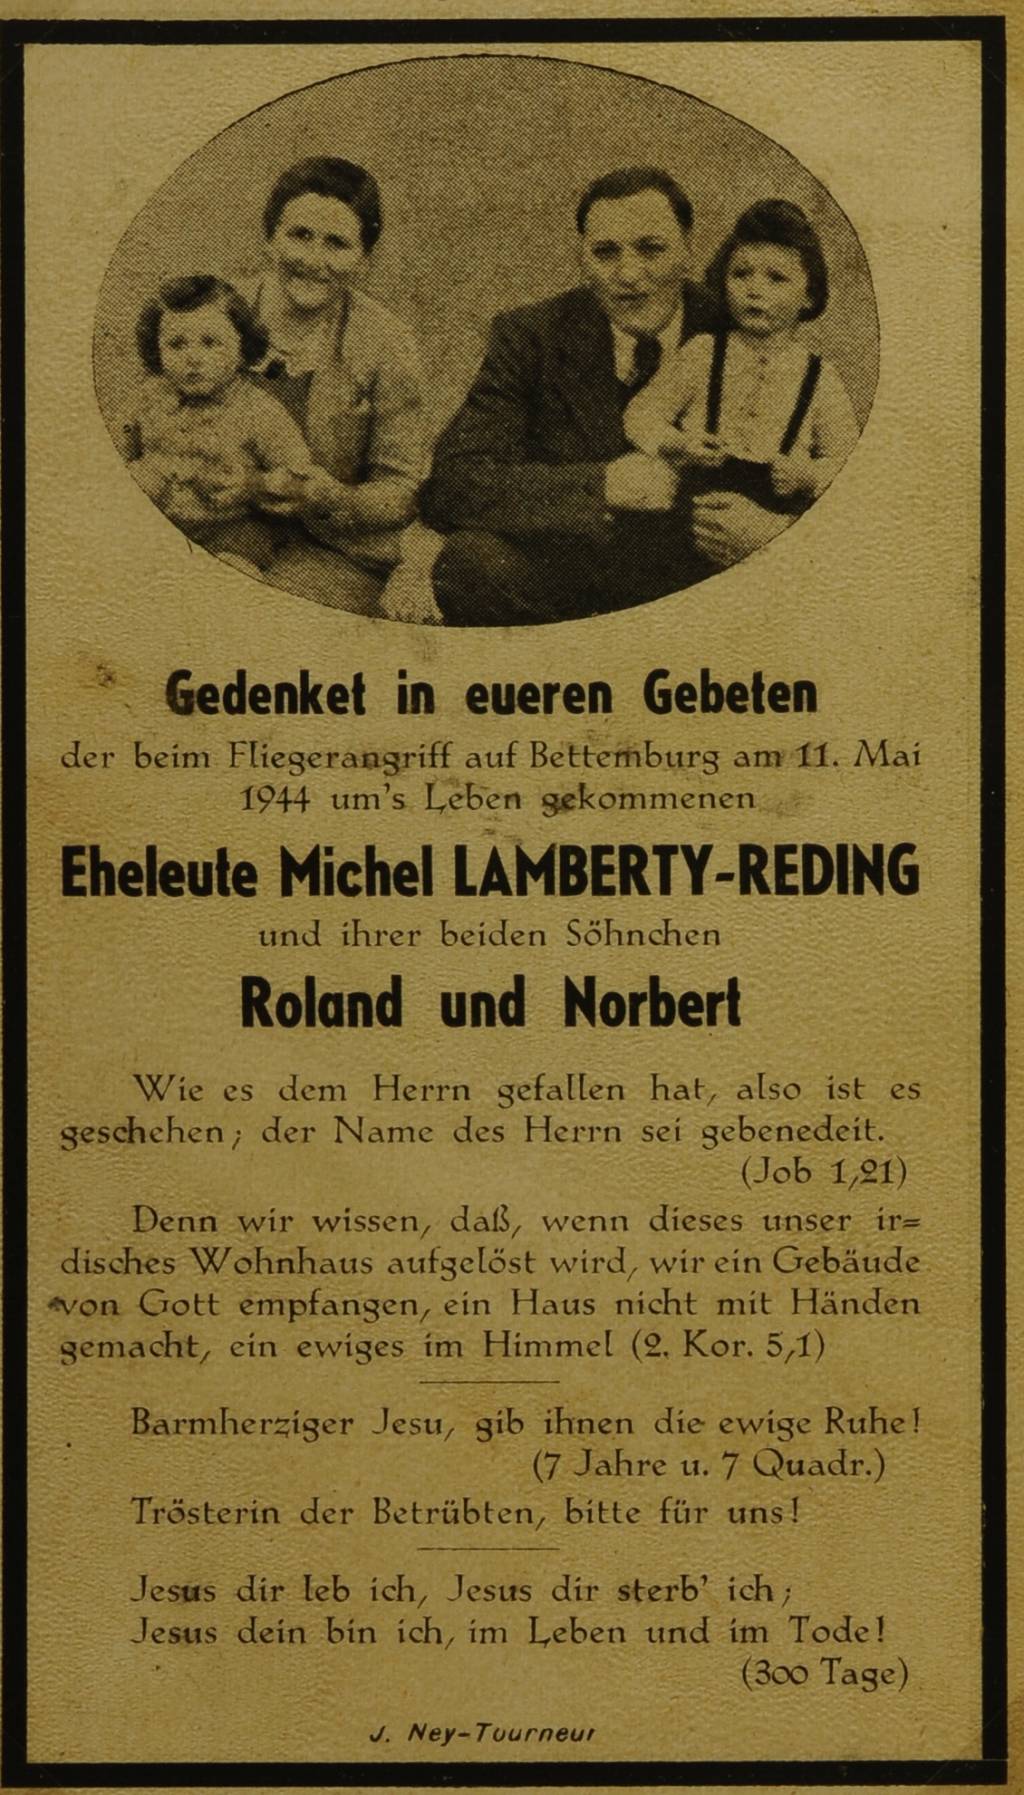 Gedenket in eueren Gebeten
der beim Fliegerangriff auf Bettemburg am 11. Mai
1944 um's Leben gekommenen
Eheleute Michel LAMBERTY-REDING
und ihrer beiden Söhnchen
Roland und Norbert
Wie es dem Herrn gefallen hat, also ist es
geschehen; der Name des Herrn sei gebenedeit.
(Job 1,21)
Denn wir wissen, daß, wenn dieses unser ir=
disches Wohnhaus aufgelöst wird, wir ein Gebäude
von Gott empfangen, ein Haus nicht mit Händen
gemacht, ein ewiges im Himmel (2. Kor. 5,1)
Barmherziger Jesu, gib ihnen die ewige Ruhe!
(7 Jahre u. 7 Quadr.)
Trösterin der Betrübten, bitte für uns!
Jesus dir leb ich, Jesus dir sterb' ich;
Jesus dein bin ich, im Leben und im Tode!
(300 Tage)
J. Ney-Tourneur